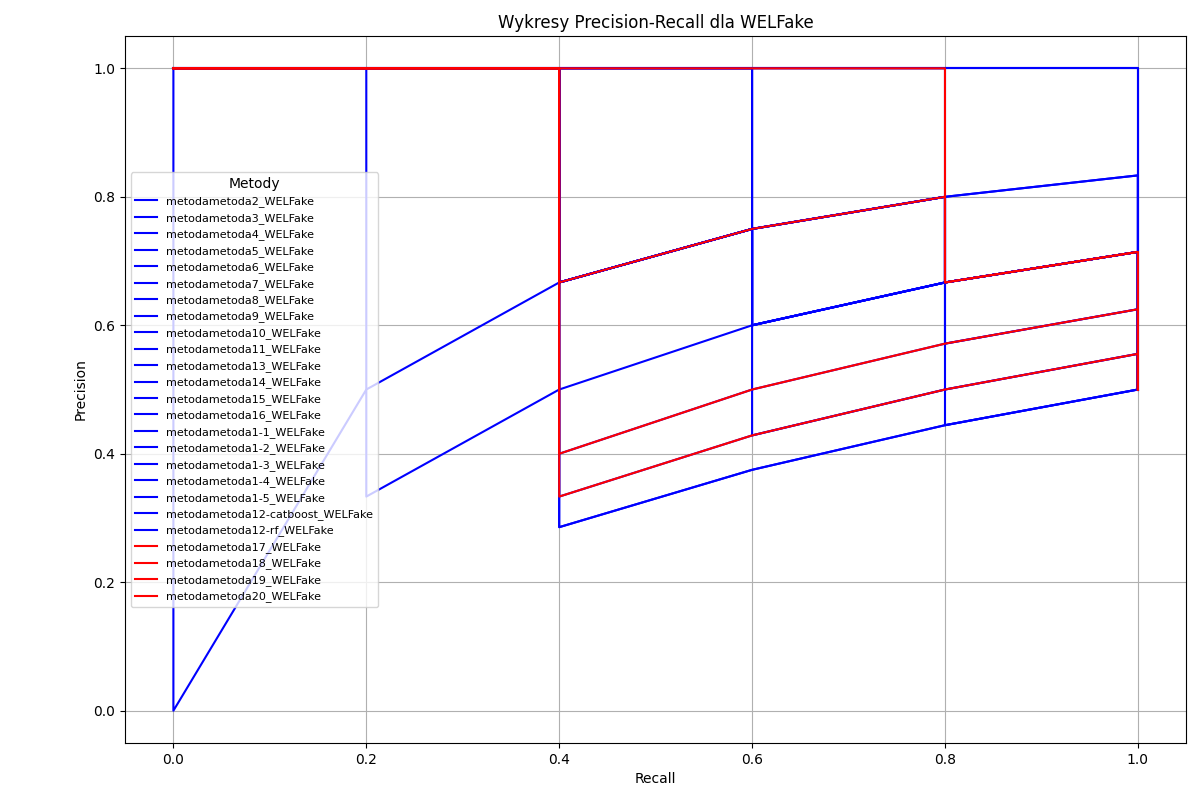 Wykresy Precision-Recall dla WELFake
1.0
0.8
0.6
0.4
0.2
0.0
Precision
Metody
metodametoda2_WELFake
metodametoda3_WELFake
metodametoda4_WELFake
metodametoda5_WELFake
metodametoda6_WELFake
metodametoda7_WELFake
metodametoda8_WELFake
metodametoda9_WELFake
metodametoda10_WELFake
metodametoda11_WELFake
metodametoda13_WELFake
metodametoda14_WELFake
metodametoda15_WELFake
metodametoda16_WELFake
metodametoda1-1_WELFake
metodametoda1-2_WELFake
metodametoda1-3_WELFake
metodametoda1-4_WELFake
metodametoda1-5_WELFake
metodametoda12-catboost_WELFake
metodametoda12-rf_WELFake
metodametoda17_WELFake
metodametoda18_WELFake
metodametoda19_WELFake
metodametoda20_WELFake
0.0 0.2 0.4 0.6 0.8 1.0
Recall